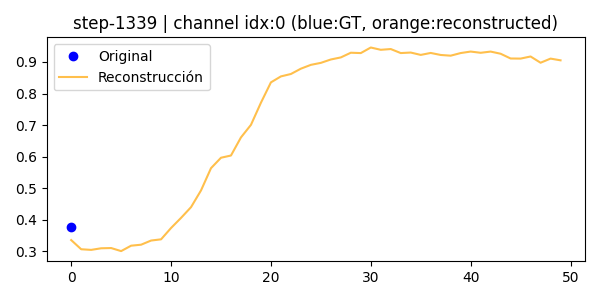 step-1339 | channel idx:0 (blue:GT, orange:reconstructed)
Original
Reconstrucción
0.9
0.8
0.7
0.6
0.5
0.4
0.3
0 10 20 30 40 50